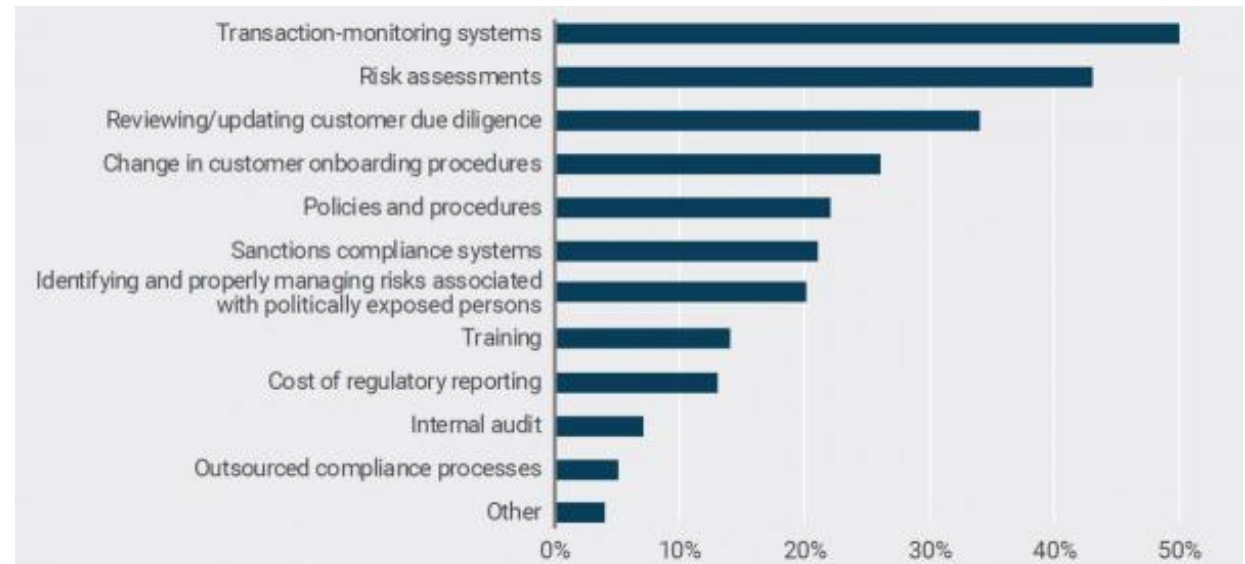 Transaction-monitoring systems
Risk assessments
Reviewing/updating customer due diligence
Change in customer onboarding procedures
Policies and procedures
Sanctions compliance systems
Identifying and properly managing risks associated
with politically exposed persons
Training
Cost of regulatory reporting
Internal audit
Outsourced compliance processes
Other
0% 10% 20% 30% 40% 50%